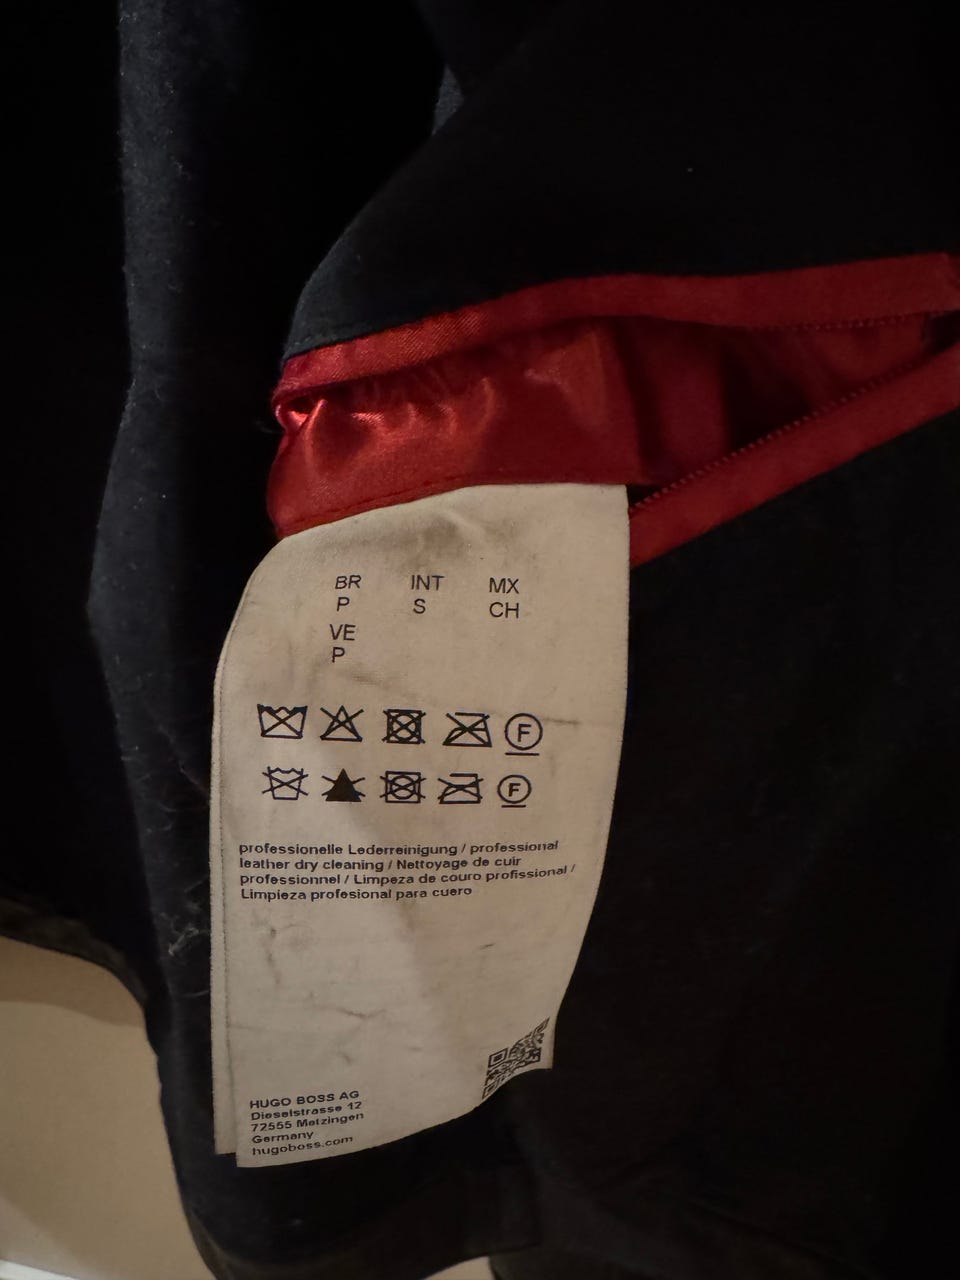 BR INT MX
P S CH
VE
P
F
F
professionelle Lederreinigung / professional
leather dry cleaning / Nettoyage de cuir
professionnel / Limpeza de couro profissional /
Limpieza profesional para cuero
HUGO BOSS AG
Dieselstrasse 12
72555 Metzingen
Germany
hugoboss.com